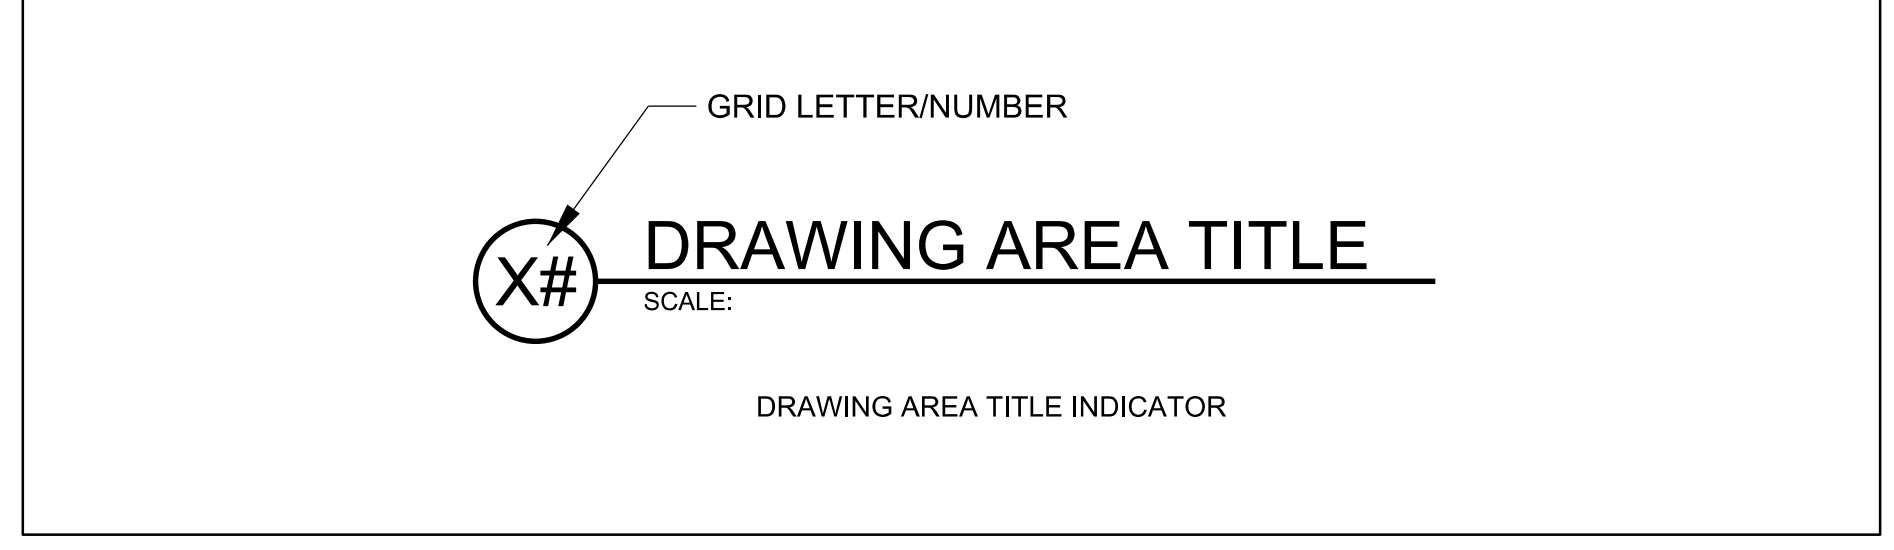 GRID LETTER/NUMBER
DRAWING AREA TITLE
X#
SCALE:
DRAWING AREA TITLE INDICATOR